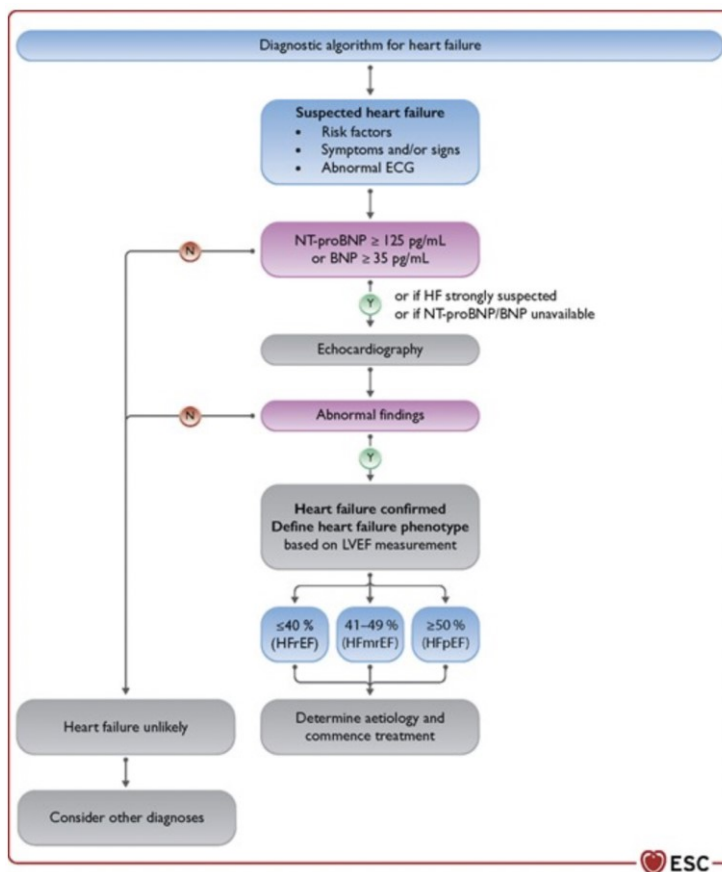 Diagnostic algorithm for heart failure
Suspected heart failure
• Risk factors
• Symptoms and/or signs
• Abnormal ECG
N
NT-proBNP ≥ 125 pg/mL
or BNP ≥ 35 pg/mL
Y
or if HF strongly suspected
or if NT-proBNP/BNP unavailable
Echocardiography
N
Abnormal findings
Y
Heart failure confirmed
Define heart failure phenotype
based on LVEF measurement
≤40 %
(HFrEF)
41–49 %
(HFmrEF)
≥50 %
(HFpEF)
Heart failure unlikely
Determine aetiology and
commence treatment
Consider other diagnoses
ESC